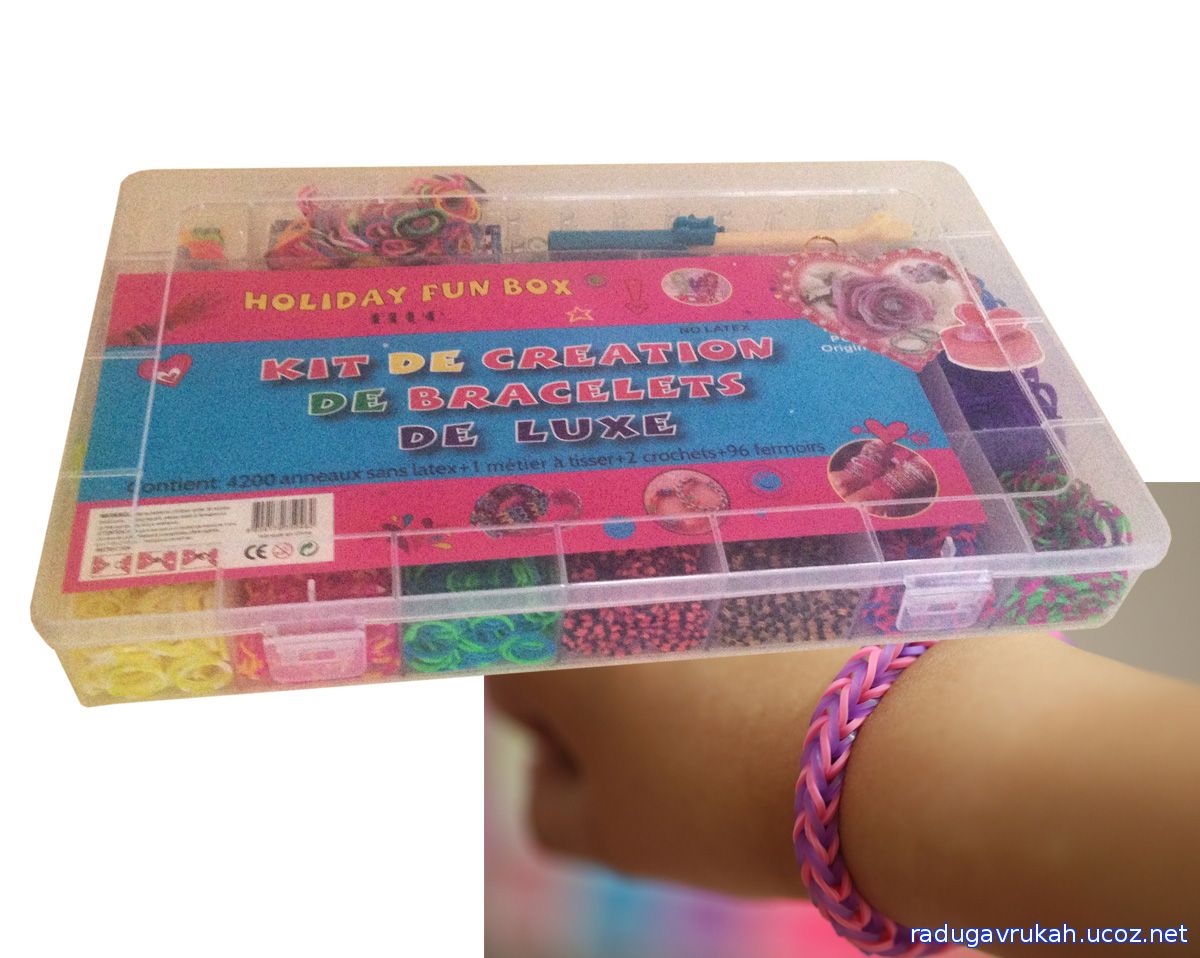 HOLIDAY FUN BOX
NO LATEX
Origin
KIT DE CREATION
DE BRACELETS
DE LUXE
Contient 4200 anneaux sans latex+1 métier à tisser+2 crochets+96 fermoirs
CE
radugavrukah.ucoz.net